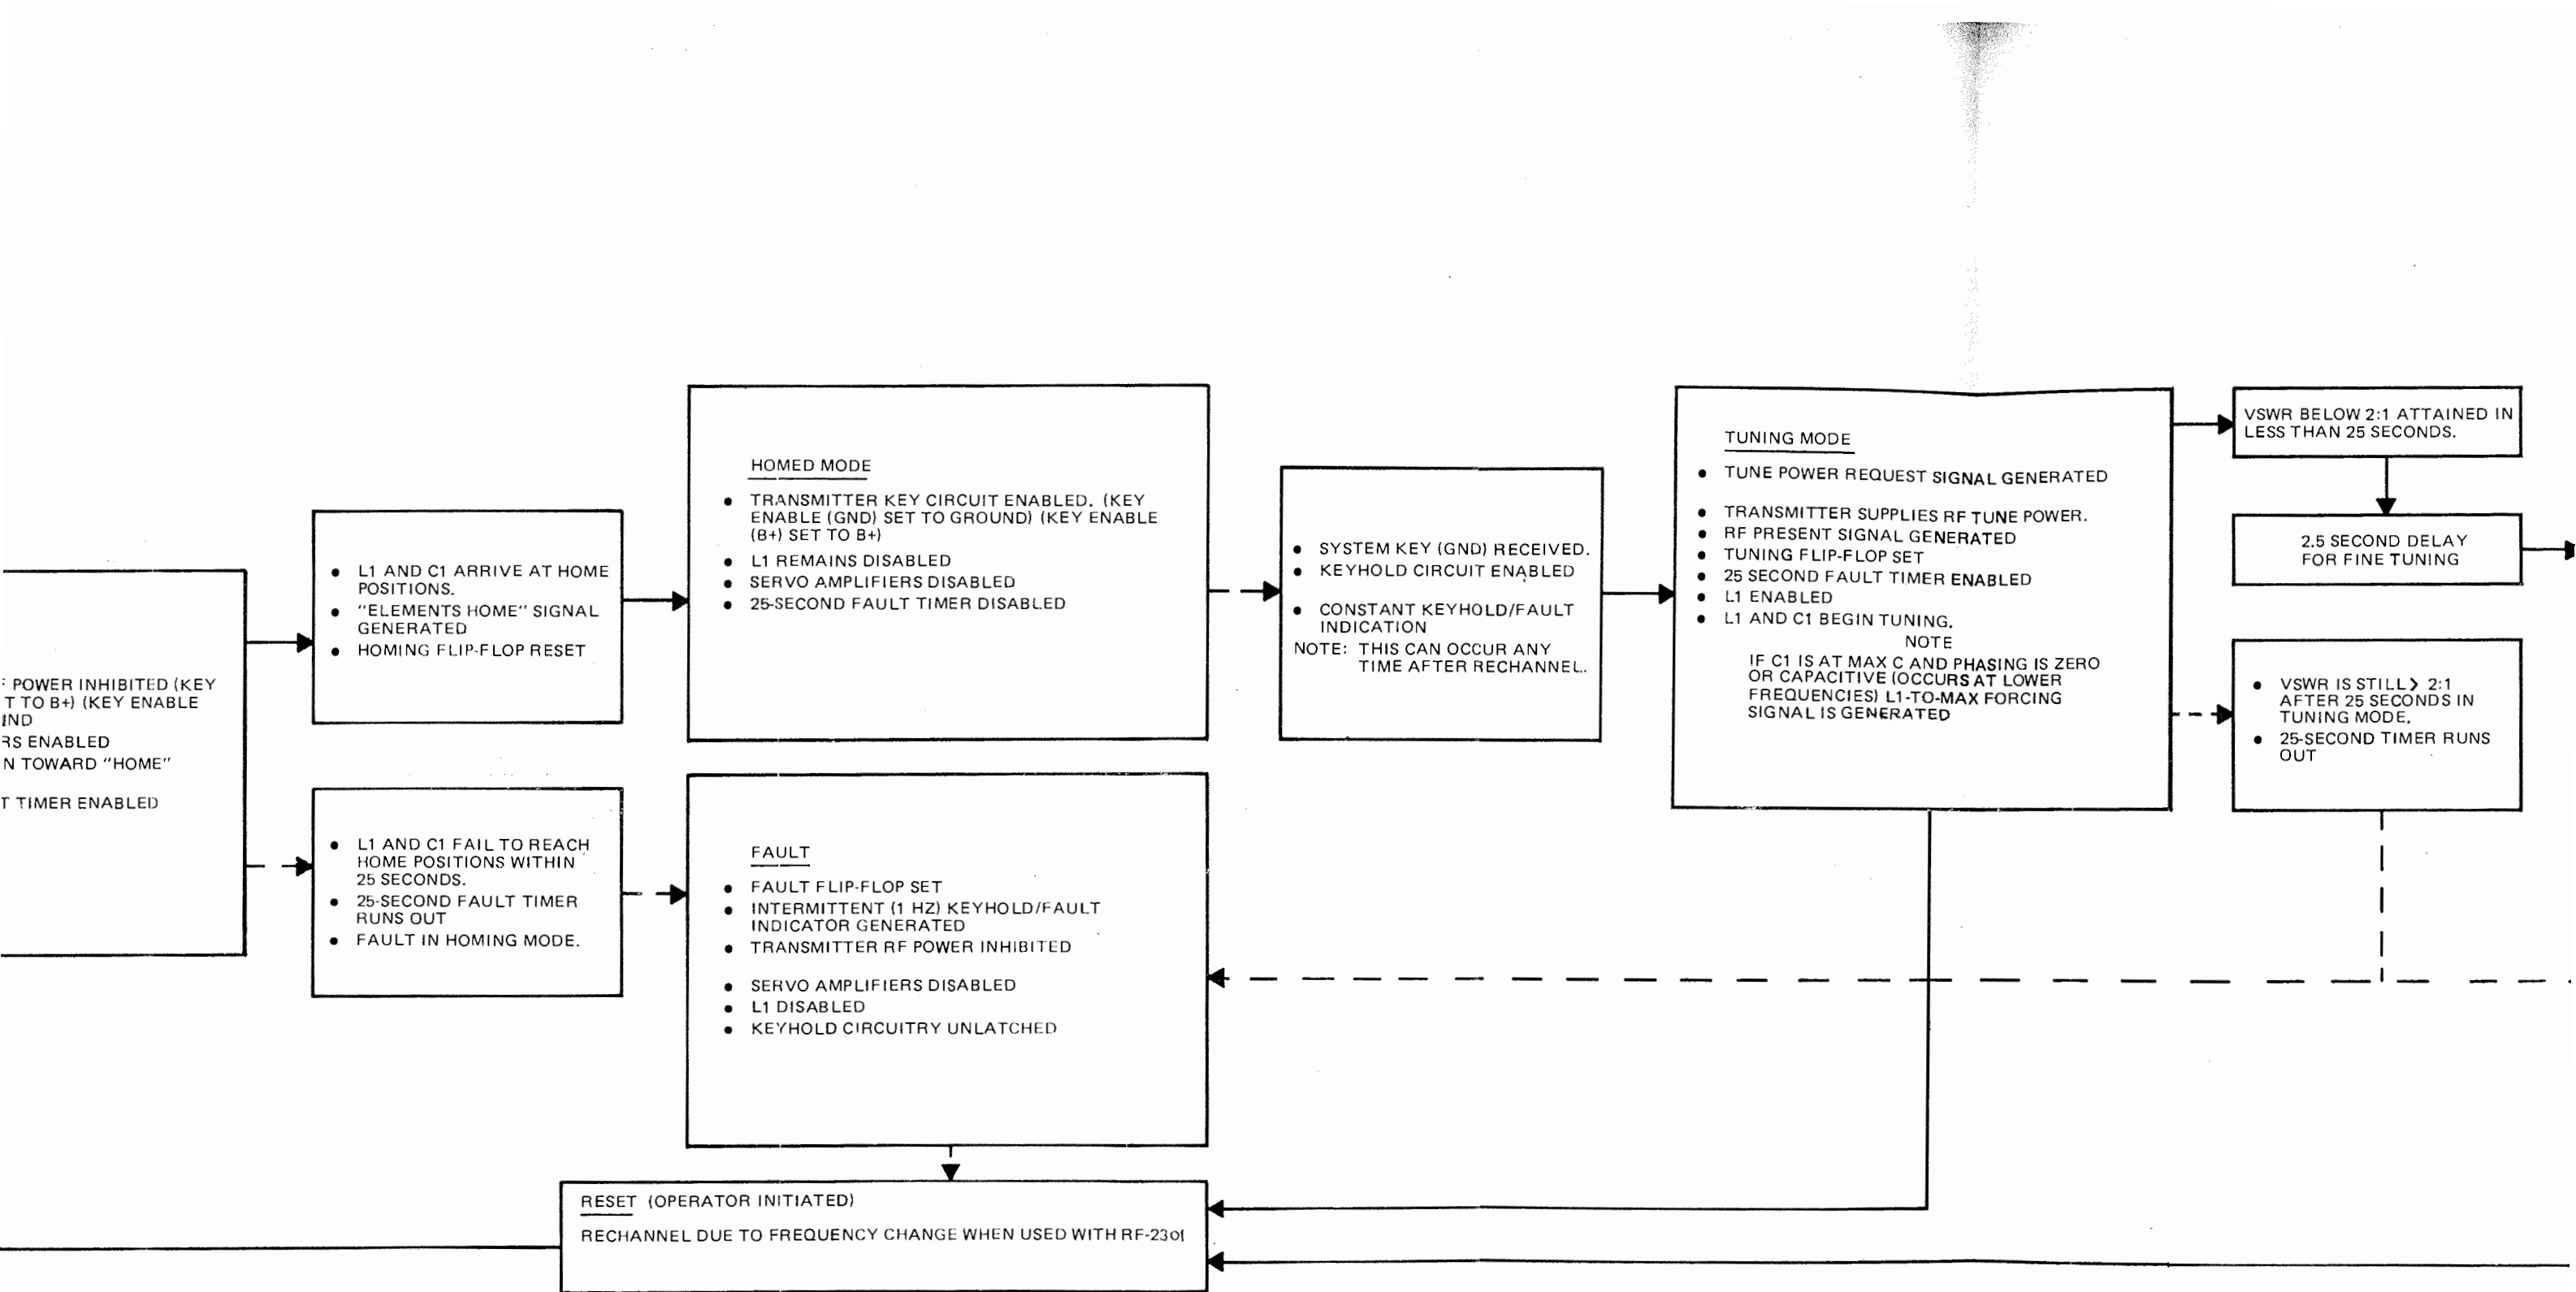 POWER INHIBITED (KEY
T TO B+) (KEY ENABLE
ENABLED
TOWARD "HOME"
TIMER ENABLED
● L1 AND C1 ARRIVE AT HOME
POSITIONS.
● "ELEMENTS HOME" SIGNAL
GENERATED
● HOMING FLIP-FLOP RESET
● L1 AND C1 FAIL TO REACH
HOME POSITIONS WITHIN
25 SECONDS.
● 25-SECOND FAULT TIMER
RUNS OUT
● FAULT IN HOMING MODE.
HOMED MODE
● TRANSMITTER KEY CIRCUIT ENABLED. (KEY
ENABLE (GND) SET TO GROUND) (KEY ENABLE
(B+) SET TO B+)
● L1 REMAINS DISABLED
● SERVO AMPLIFIERS DISABLED
● 25-SECOND FAULT TIMER DISABLED
FAULT
● FAULT FLIP-FLOP SET
● INTERMITTENT (1 HZ) KEYHOLD/FAULT
INDICATOR GENERATED
● TRANSMITTER RF POWER INHIBITED
● SERVO AMPLIFIERS DISABLED
● L1 DISABLED
● KEYHOLD CIRCUITRY UNLATCHED
RESET (OPERATOR INITIATED)
RECHANNEL DUE TO FREQUENCY CHANGE WHEN USED WITH RF-2301
● SYSTEM KEY (GND) RECEIVED.
● KEYHOLD CIRCUIT ENABLED
● CONSTANT KEYHOLD/FAULT
INDICATION
NOTE: THIS CAN OCCUR ANY
TIME AFTER RECHANNEL.
TUNING MODE
● TUNE POWER REQUEST SIGNAL GENERATED
● TRANSMITTER SUPPLIES RF TUNE POWER.
● RF PRESENT SIGNAL GENERATED
● TUNING FLIP-FLOP SET
● 25 SECOND FAULT TIMER ENABLED
● L1 ENABLED
● L1 AND C1 BEGIN TUNING.
NOTE
IF C1 IS AT MAX C AND PHASING IS ZERO
OR CAPACITIVE (OCCURS AT LOWER
FREQUENCIES) L1-TO-MAX FORCING
SIGNAL IS GENERATED
VSWR BELOW 2:1 ATTAINED IN
LESS THAN 25 SECONDS.
2.5 SECOND DELAY
FOR FINE TUNING
● VSWR IS STILL > 2:1
AFTER 25 SECONDS IN
TUNING MODE.
● 25-SECOND TIMER RUNS
OUT